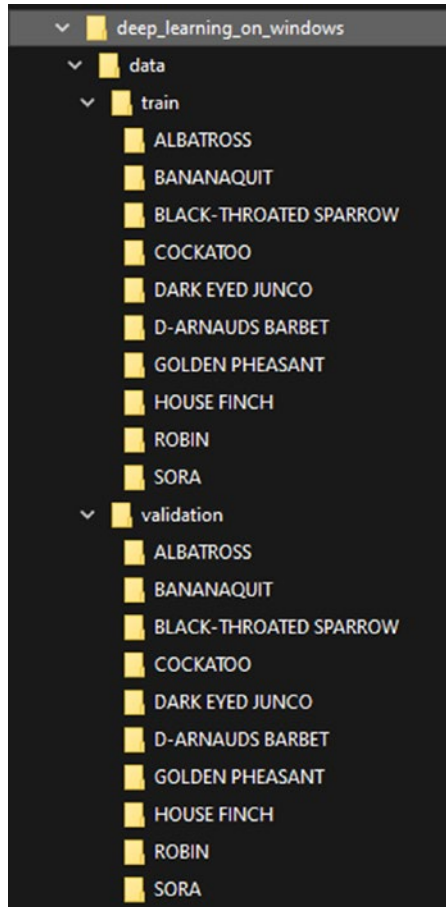 deep_learning_on_windows
data
train
ALBATROSS
BANANAQUIT
BLACK-THROATED SPARROW
COCKATOO
DARK EYED JUNCO
D-ARNAUDS BARBET
GOLDEN PHEASANT
HOUSE FINCH
ROBIN
SORA
validation
ALBATROSS
BANANAQUIT
BLACK-THROATED SPARROW
COCKATOO
DARK EYED JUNCO
D-ARNAUDS BARBET
GOLDEN PHEASANT
HOUSE FINCH
ROBIN
SORA